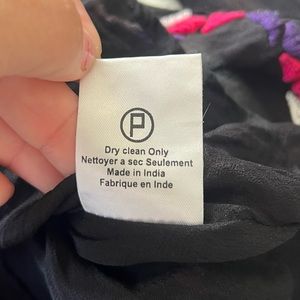 P
Dry clean Only
Nettoyer a sec Seulement
Made in India
Fabrique en Inde